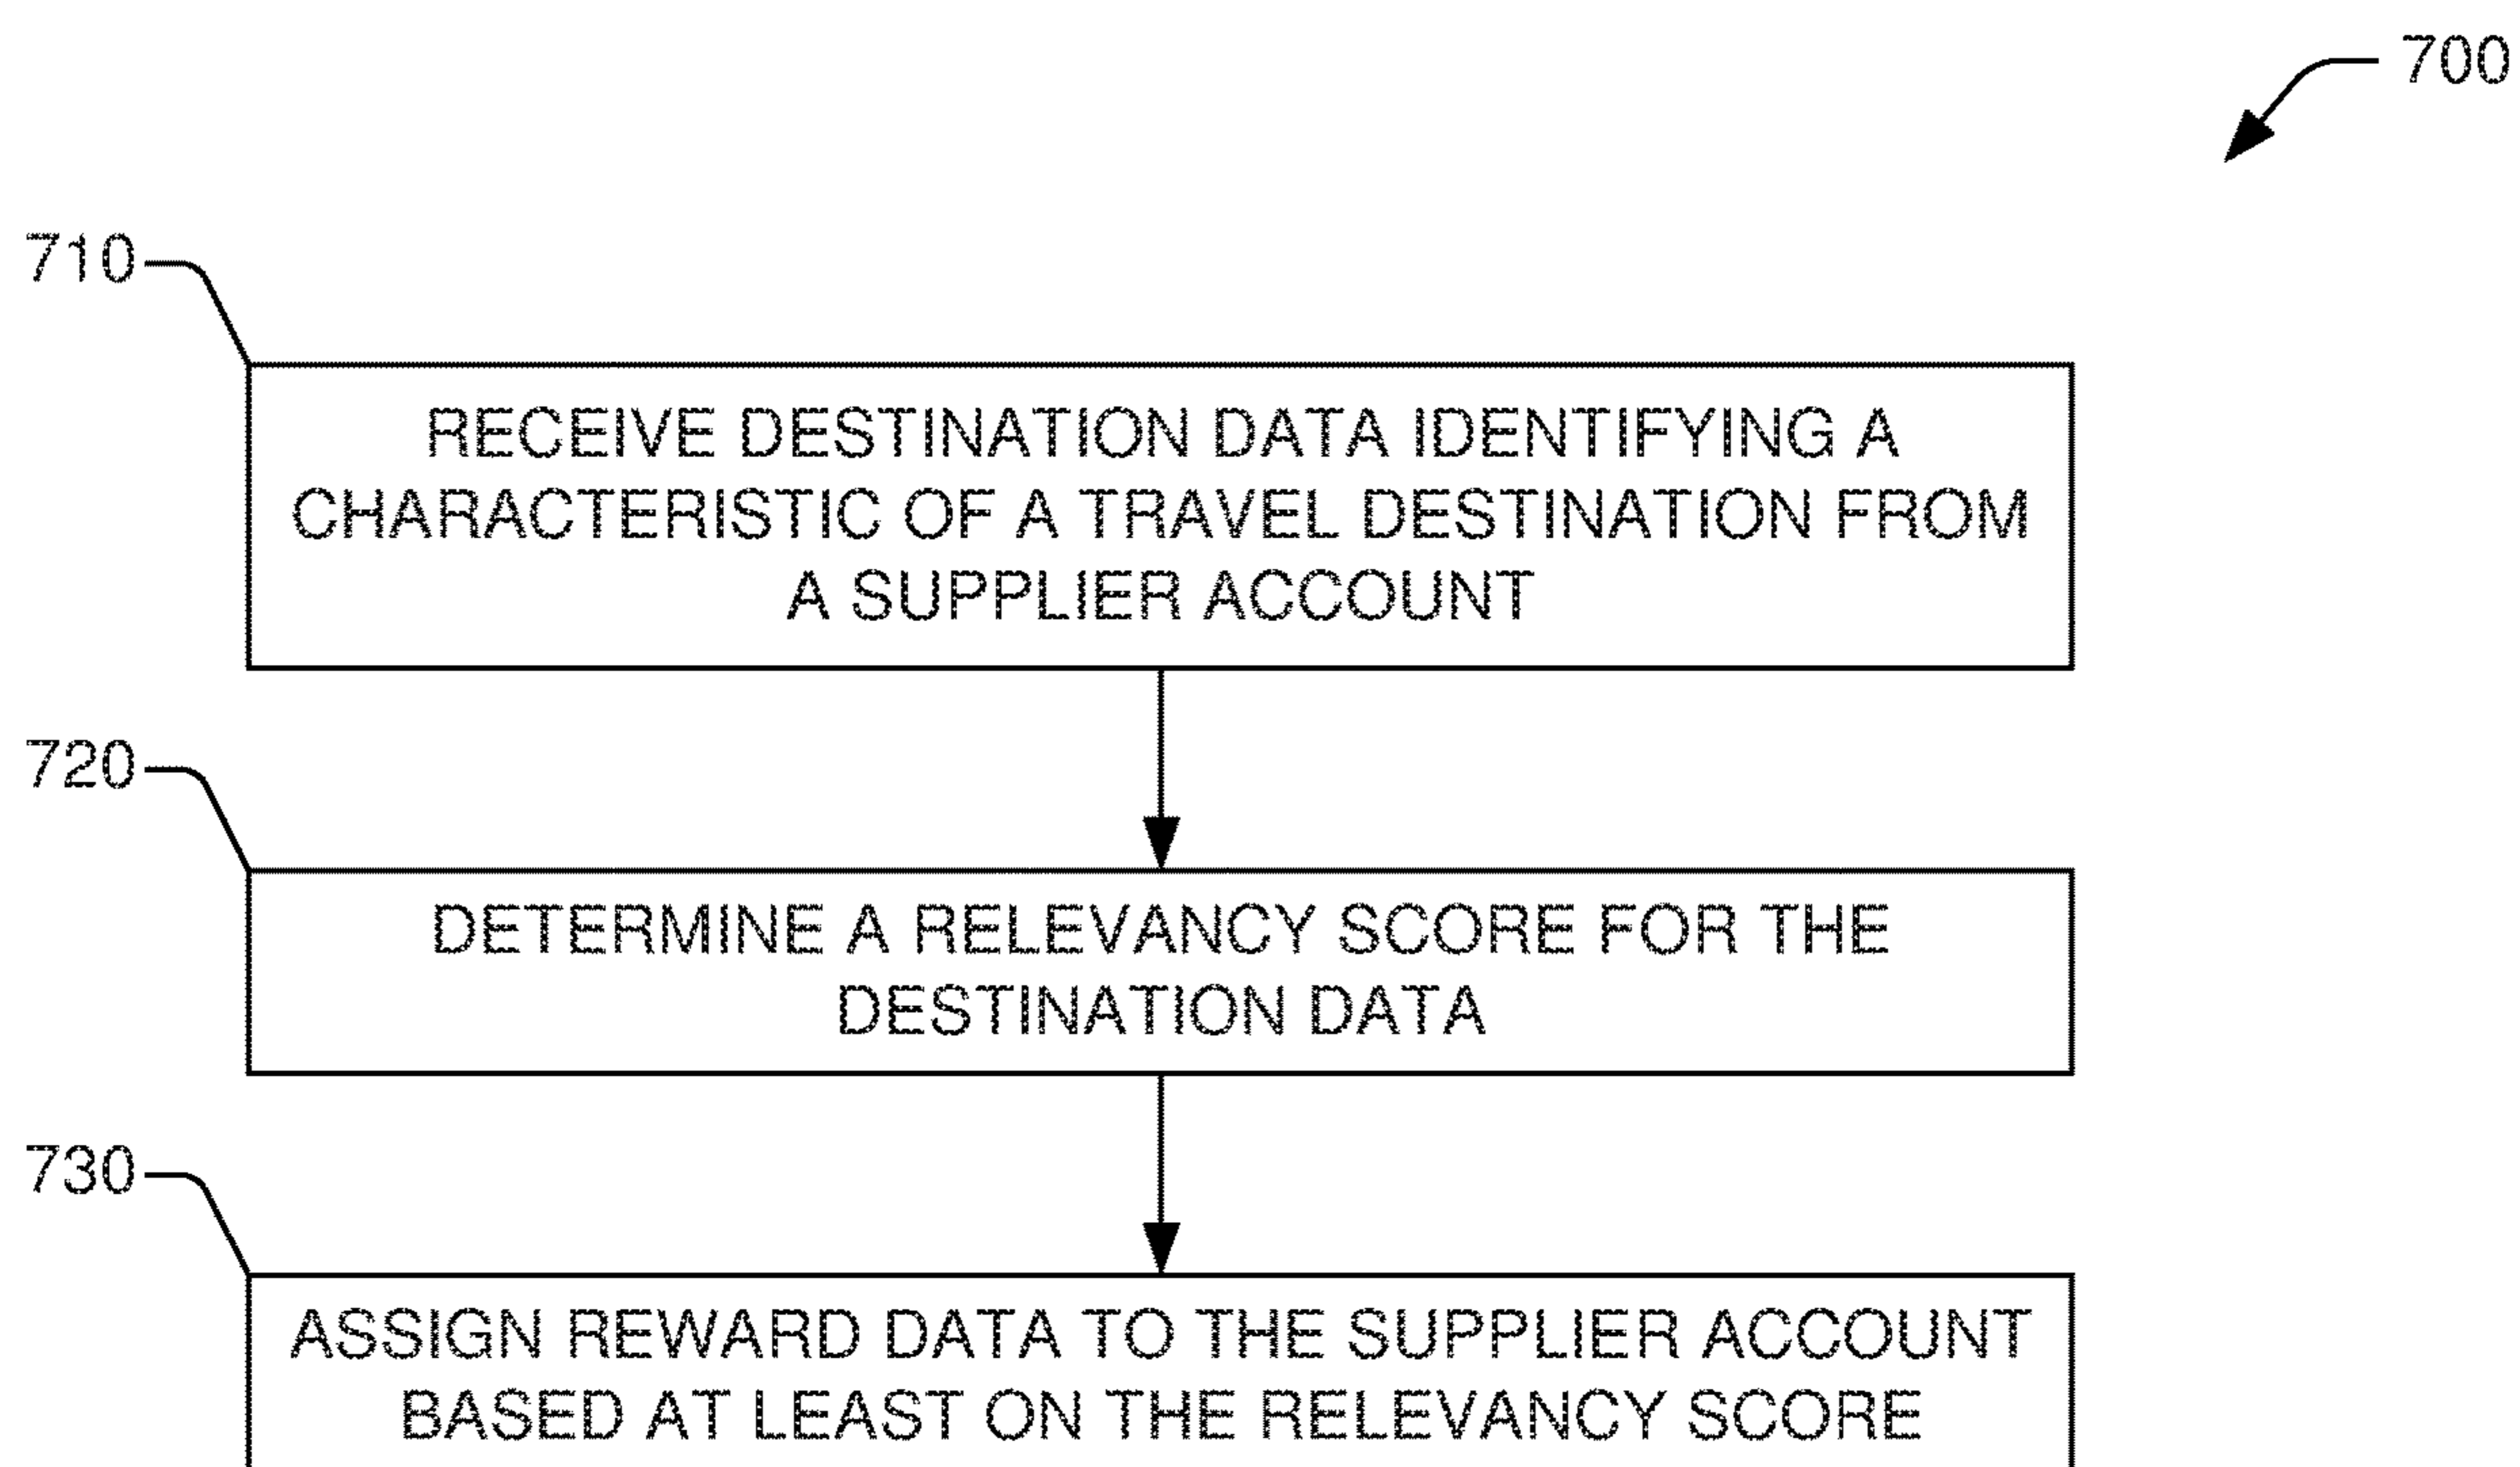 700
710
RECEIVE DESTINATION DATA IDENTIFYING A
CHARACTERISTIC OF A TRAVEL DESTINATION FROM
A SUPPLIER ACCOUNT
720
DETERMINE A RELEVANCY SCORE FOR THE
DESTINATION DATA
730
ASSIGN REWARD DATA TO THE SUPPLIER ACCOUNT
BASED AT LEAST ON THE RELEVANCY SCORE